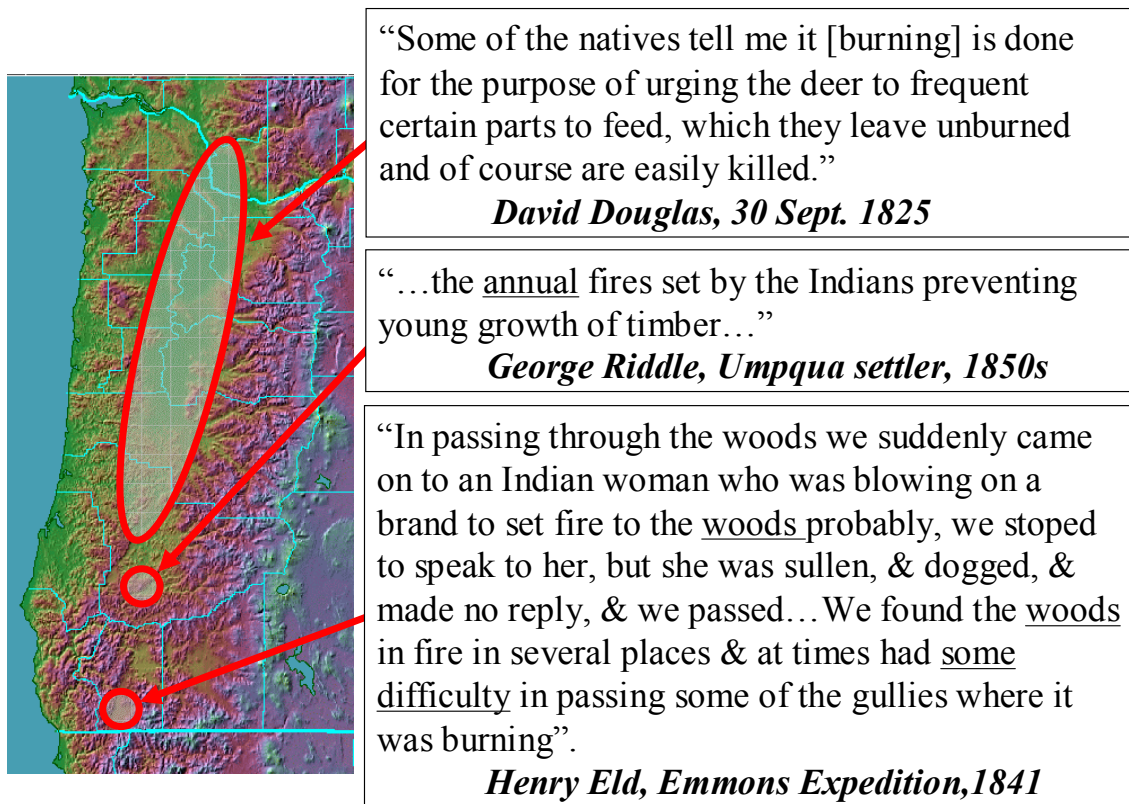 “Some of the natives tell me it [burning] is done
for the purpose of urging the deer to frequent
certain parts to feed, which they leave unburned
and of course are easily killed.”
David Douglas, 30 Sept. 1825
“…the annual fires set by the Indians preventing
young growth of timber…”
George Riddle, Umpqua settler, 1850s
“In passing through the woods we suddenly came
on to an Indian woman who was blowing on a
brand to set fire to the woods probably, we stoped
to speak to her, but she was sullen, & dogged, &
made no reply, & we passed…We found the woods
in fire in several places & at times had some
difficulty in passing some of the gullies where it
was burning”.
Henry Eld, Emmons Expedition,1841